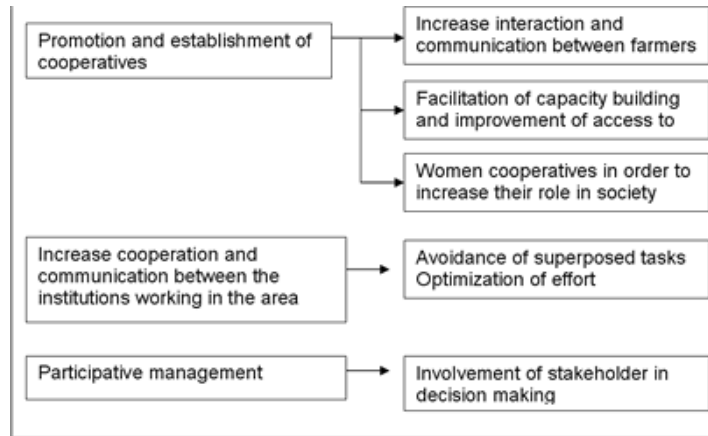 Promotion and establishment of
cooperatives
Increase interaction and
communication between farmers
Facilitation of capacity building
and improvement of access to
Women cooperatives in order to
increase their role in society
Increase cooperation and
communication between the
institutions working in the area
Avoidance of superposed tasks
Optimization of effort
Participative management
Involvement of stakeholder in
decision making